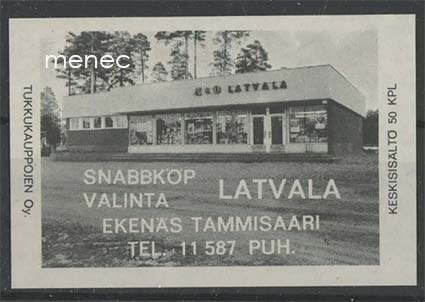 menec
K & D LATVALA
TUKKUKAUPPOJEN Oy.
SNABBKÖP
VALINTA
LATVALA
EKENÄS TAMMISAARI
TEL. 11 587 PUH.
KESKISISÄLTÖ 50 KPL